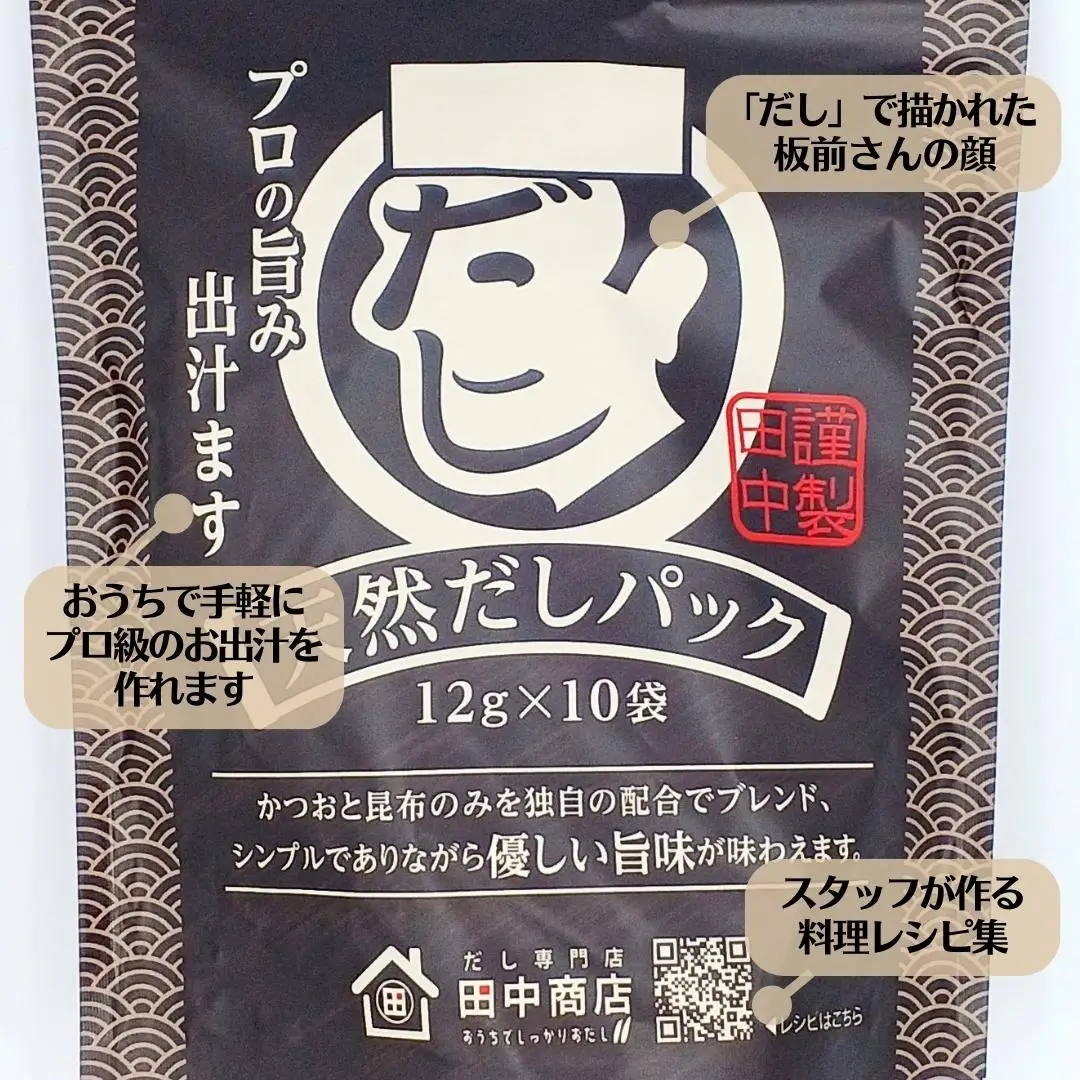 プロの旨み
出汁ます
「だし」で描かれた
板前さんの顔
だし
謹製
田中
おうちで手軽に
プロ級のお出汁を
作れます
天然だしパック
12g×10袋
かつおと昆布のみを独自の配合でブレンド、
シンプルでありながら優しい旨味が味わえます。
スタッフが作る
料理レシピ集
だし専門店
田中商店
おうちでしっかりおだし
◀レシピはこちら
田